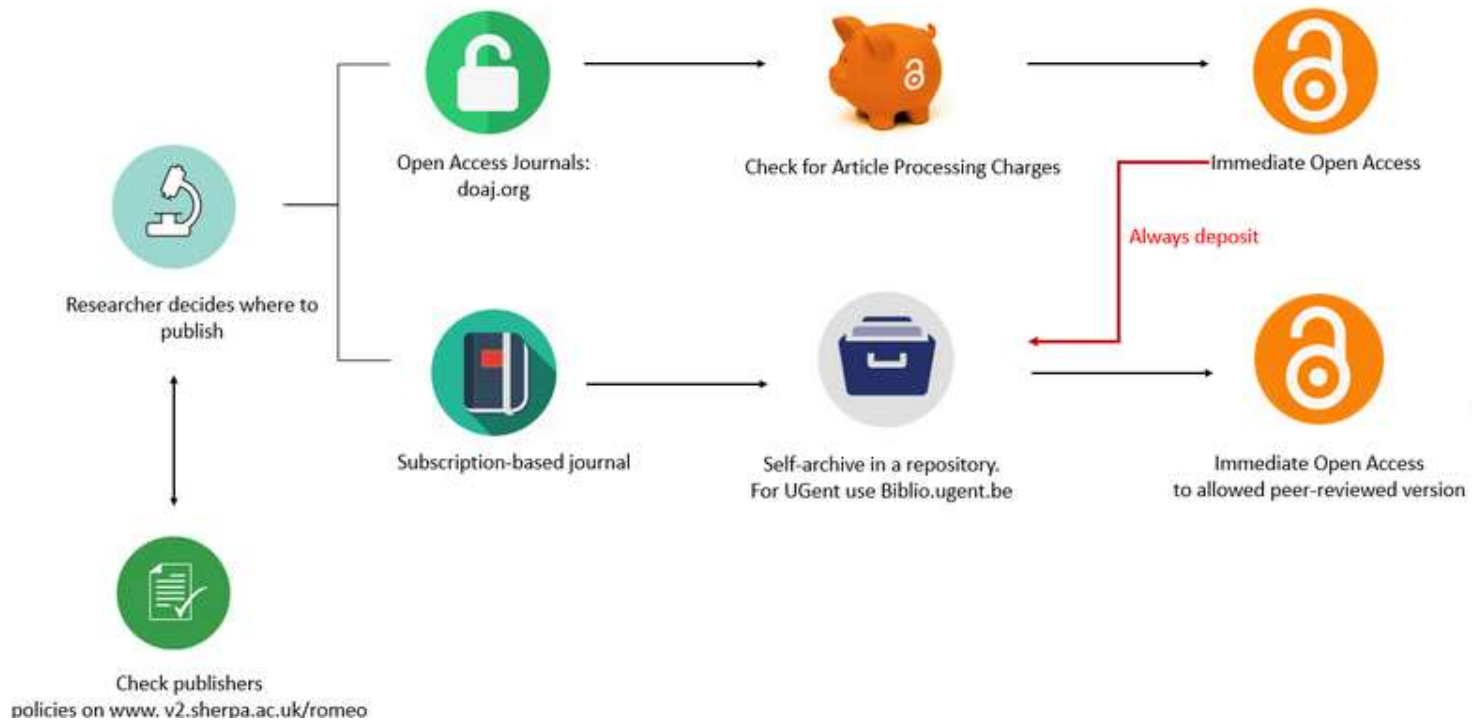 Open Access Journals:
doaj.org
Check for Article Processing Charges
Immediate Open Access
Always deposit
Researcher decides where to
publish
Subscription-based journal
Self-archive in a repository.
For UGent use Biblio.ugent.be
Immediate Open Access
to allowed peer-reviewed version
Check publishers
policies on www. v2.sherpa.ac.uk/romeo